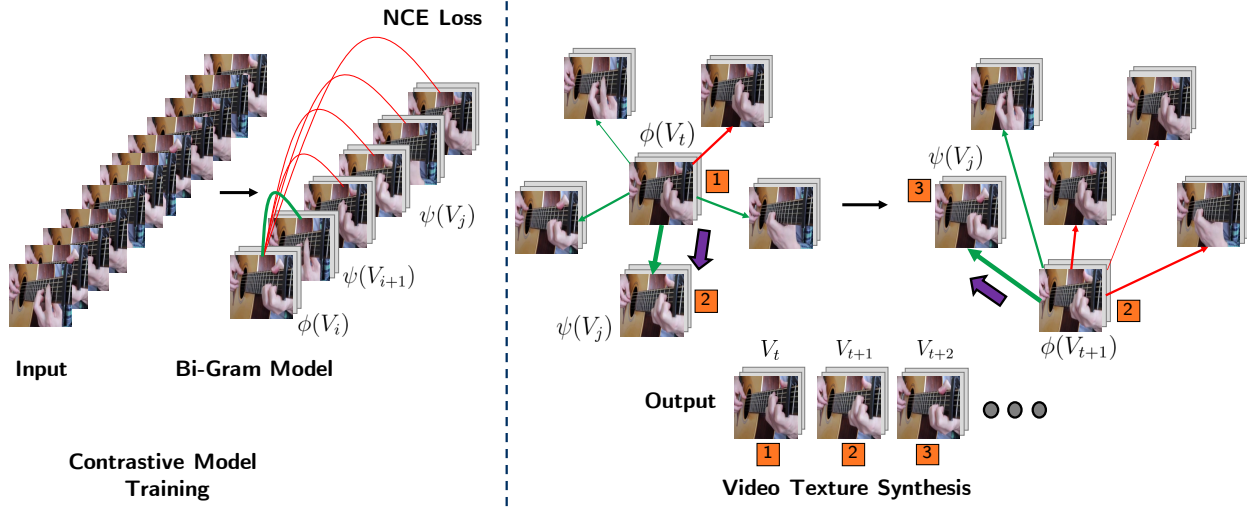 NCE Loss
ψ(V_j)
ψ(V_{i+1})
ϕ(V_i)
Input
Bi-Gram Model
Contrastive Model
Training
ϕ(V_t)
1
2
ψ(V_j)
ψ(V_j)
3
2
ϕ(V_{t+1})
V_t
V_{t+1}
V_{t+2}
Output
1
2
3
Video Texture Synthesis